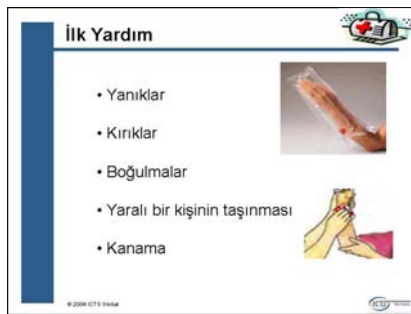 İlk Yardım
• Yanıklar
• Kırıklar
• Boğulmalar
• Yaralı bir kişinin taşınması
• Kanama